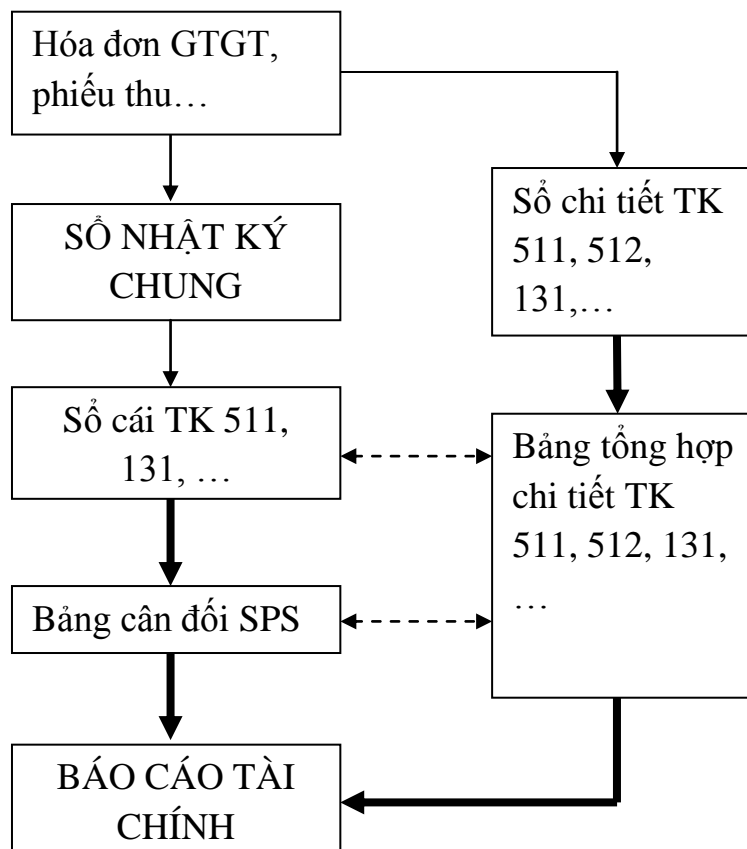 Hóa đơn GTGT,
phiếu thu…
SỔ NHẬT KÝ
CHUNG
Sổ chi tiết TK
511, 512,
131,…
Sổ cái TK 511,
131, …
Bảng tổng hợp
chi tiết TK
511, 512, 131,
…
Bảng cân đối SPS
BÁO CÁO TÀI
CHÍNH